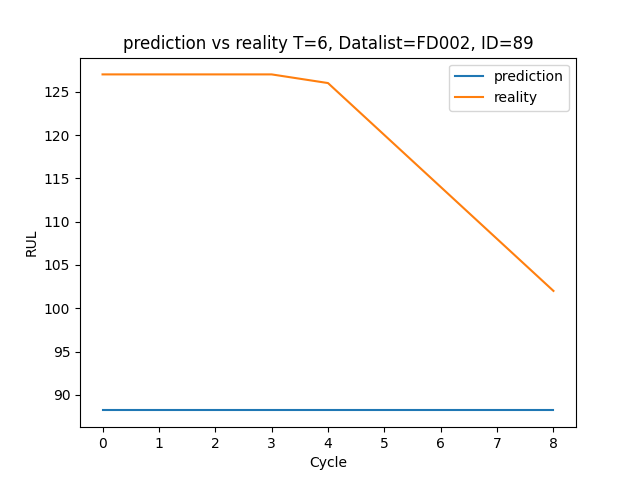 prediction vs reality T=6, Datalist=FD002, ID=89
prediction
reality
125
120
115
110
105
100
95
90
RUL
0 1 2 3 4 5 6 7 8
Cycle